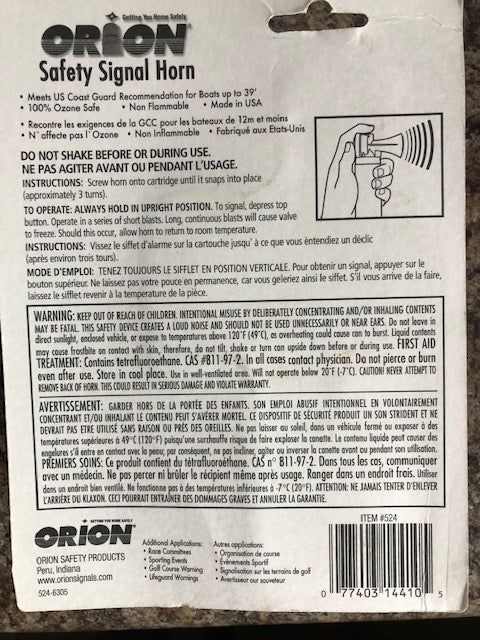 Getting You Home Safely
ORION
Safety Signal Horn
• Meets US Coast Guard Recommendation for Boats up to 39'
• 100% Ozone Safe • Non Flammable • Made in USA
• Recontre les exigences de la GCC pour les bateaux de 12m et moins
• N`affecte pas l`Ozone • Non Inflammable • Fabriqué aux Etats-Unis
DO NOT SHAKE BEFORE OR DURING USE.
NE PAS AGITER AVANT OU PENDANT L'USAGE.
INSTRUCTIONS: Screw horn onto cartridge until it snaps into place
(approximately 3 turns).
TO OPERATE: ALWAYS HOLD IN UPRIGHT POSITION. To signal, depress top
button. Operate in a series of short blasts. Long, continuous blasts will cause valve
to freeze. Should this occur, allow horn to return to room temperature.
INSTRUCTIONS: Vissez le siflet d'alarme sur la cartouche jusqu' à ce que vous èntendiez un déclic
(après environ trois tours).
MODE D'EMPLOI: TENEZ TOUJOURS LE SIFFLET EN POSITION VERTICALE. Pour obtenir un signal, appuyer sur le
bouton supérieur. Ne laissez pas votre pouce en permanence, car vous geleriez ainsi le siffet. S'il vous arrive de la faire,
laissez le sifflet revenir à la temperature de la pièce.
WARNING: KEEP OUT OF REACH OF CHILDREN. INTENTIONAL MISUSE BY DELIBERATELY CONCENTRATING AND/OR INHALING CONTENTS
MAY BE FATAL. THIS SAFETY DEVICE CREATES A LOUD NOISE AND SHOULD NOT BE USED UNNECESSARILY OR NEAR EARS. Do not leave in
direct sunlight, enclosed vehicle, or expose to temperatures above 120°F (49°C), as overheating could cause can to burst. Liquid contents
may cause frostbite on contact with skin, therefore, do not tilt, shake or turn can upside down before or during use. FIRST AID
TREATMENT: Contains tetrafluoroethane. CAS #811-97-2. In all cases contact physician. Do not pierce or burn
even after use. Store in cool place. Use in well-ventilated area. Will not operate below 20°F (-7°C). CAUTION! NEVER ATTEMPT TO
REMOVE BACK OF HORN. THIS COULD RESULT IN SERIOUS DAMAGE AND VIOLATE WARRANTY.
AVERTISSEMENT: GARDER HORS DE LA PORTÉE DES ENFANTS. SON EMPLOI ABUSIF INTENTIONNEL EN VOLONTAIREMENT
CONCENTRANT ET/OU INHALANT LE CONTENU PEUT S'AVÉRER MORTEL. CE DISPOSITIF DE SÉCURITÉ PRODUIT UN SON STRIDENT ET NE
DEVRAIT PAS ETRE UTILISÉ SANS RAISON OU PRÈS DES OREILLES. Ne pas laisser au soleil, dans un véhicule fermé ou exposer à des
températures supérieures à 49°C (120°F) puisqu'une surchauffe risque de faire exploser la canette. Le contenu liquide peut causer des
engelures s'il entre en contact avec la peau; par conséquent, ne pas incliner, agiter ou inverser la canette avant ou pendant son utilisation.
PREMIERS SOINS: Ce produit contient du tétrafluoroéthane. CAS n° 811-97-2. Dans tous les cas, communiquer
avec un médecin. Ne pas percer ni brûler le récipient même après usage. Ranger dans un endroit frais. Utiliser
dans un endroit bien ventilé. Ne fonctionne pas à des températures inférieures à -7°C (20°F). ATTENTION: NE JAMAIS TENTER D'ENLEVER
L'ARRIÈRE DU KLAXON. CECI POURRAIT ENTRAÎNER DES DOMMAGES GRAVES ET ANNULER LA GARANTIE.
GETTING YOU HOME SAFELY
ORION
ORION SAFETY PRODUCTS
Peru, Indiana
www.orionsignals.com
524-6305
Additional Applications:
• Race Committees
• Sporting Events
• Golf Course Warning
• Lifeguard Warnings
Autres applications:
• Organisation de course
• Événements Sportif
• Signalisation sur les terrains de golf
• Avertisseur our souveteur
ITEM #524
0 77403 14410 5